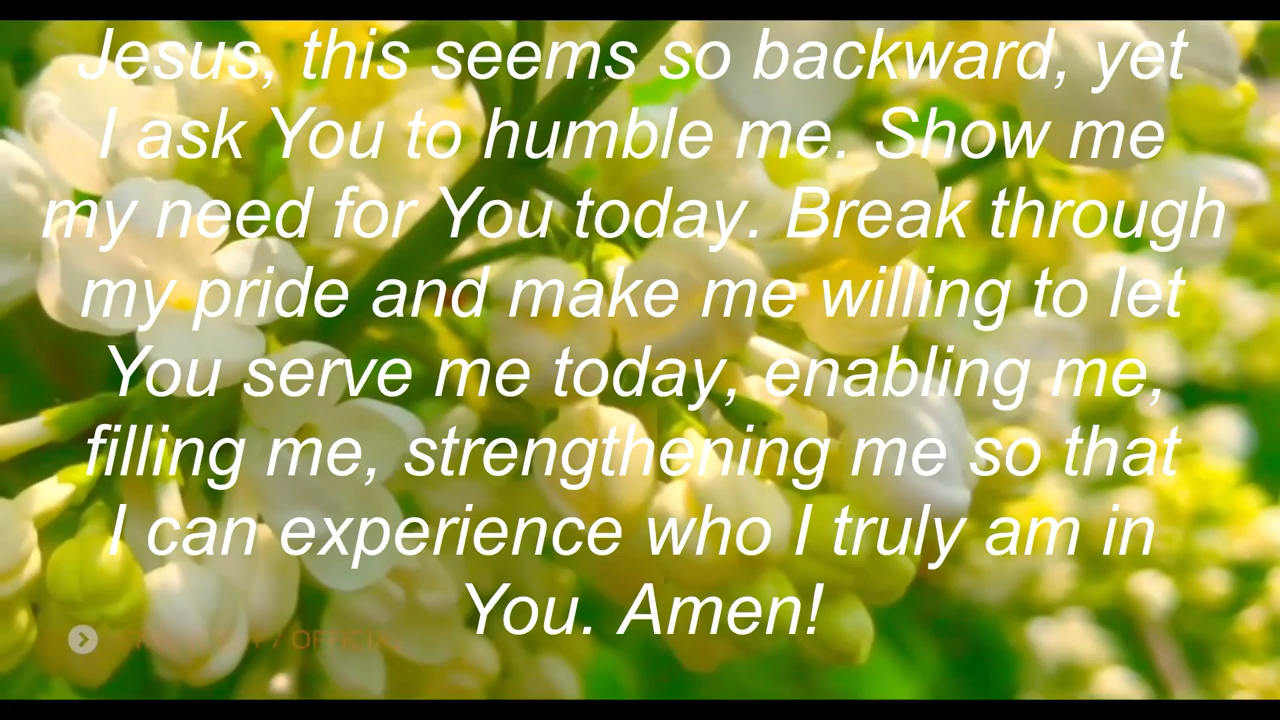 Jesus, this seems so backward, yet
I ask You to humble me. Show me
my need for You today. Break through
my pride and make me willing to let
You serve me today, enabling me,
filling me, strengthening me so that
I can experience who I truly am in
You. Amen!
/ OFFICIAL